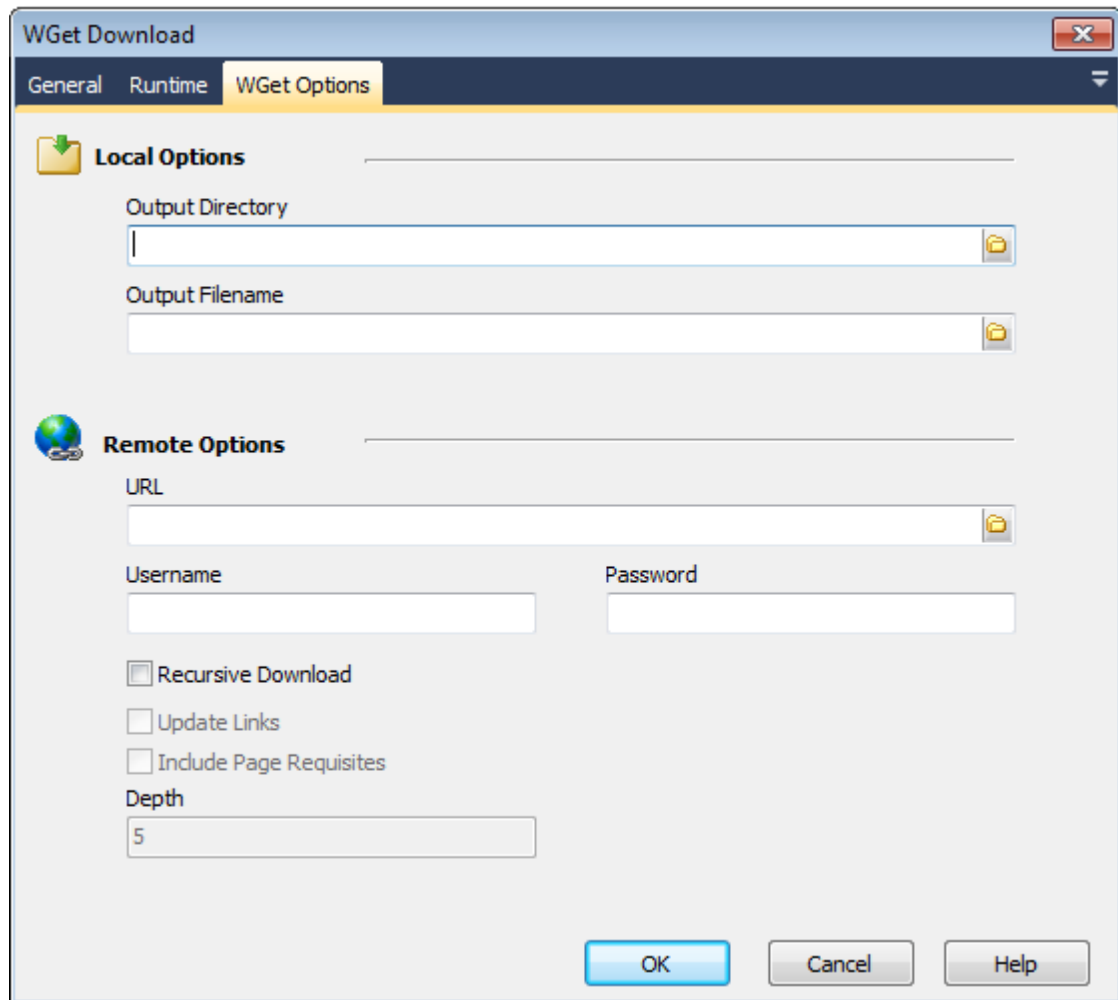 WGet Download
General Runtime WGet Options
Local Options
Output Directory
Output Filename
Remote Options
URL
Username Password
Recursive Download
Update Links
Include Page Requisites
Depth
5
OK Cancel Help